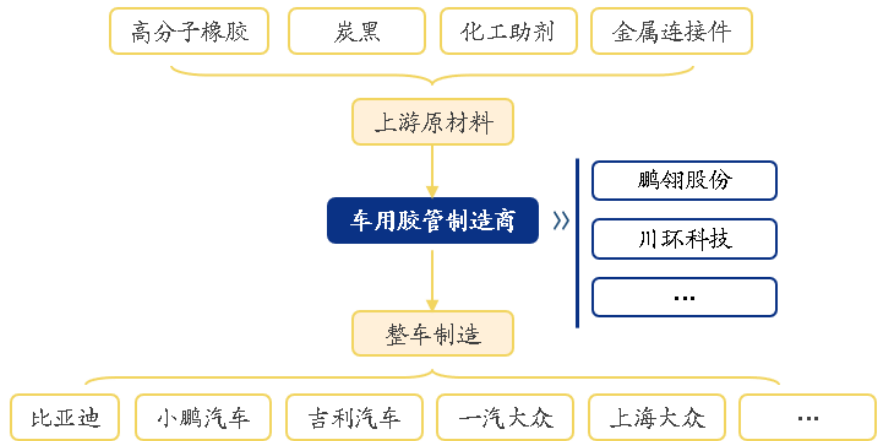 高分子橡胶 炭黑 化工助剂 金属连接件
上游原材料
鹏翎股份
车用胶管制造商
川环科技
...
整车制造
比亚迪 小鹏汽车 吉利汽车 一汽大众 上海大众 ...